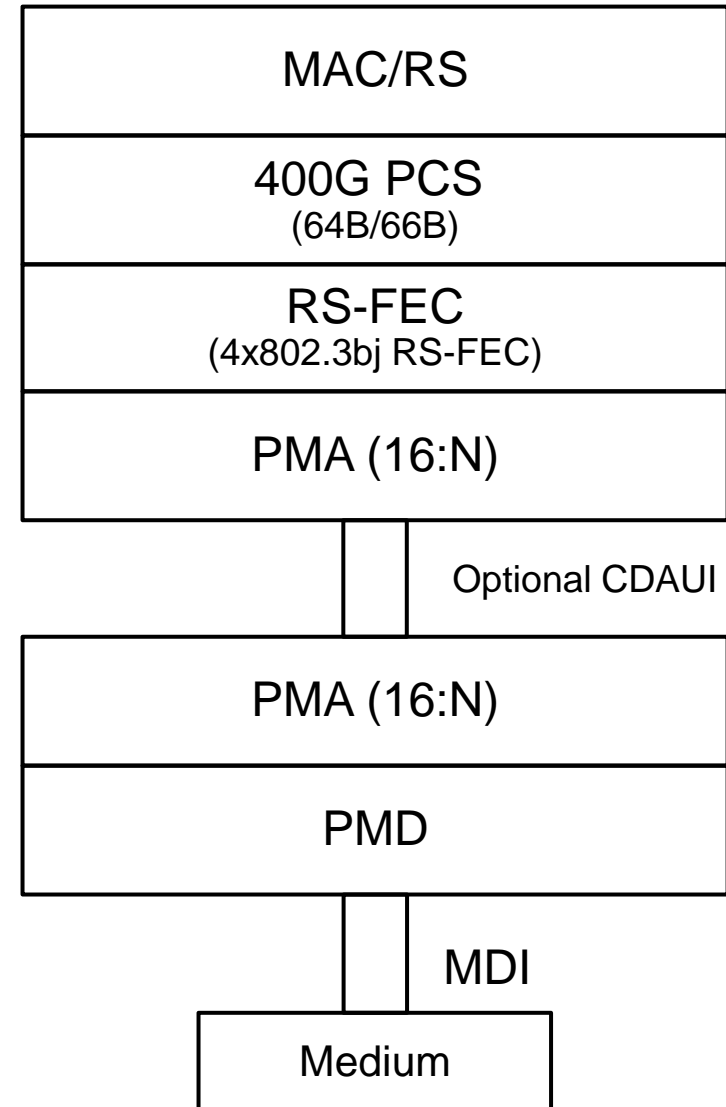 MAC/RS
400G PCS
(64B/66B)
RS-FEC
(4x802.3bj RS-FEC)
PMA (16:N)
Optional CDAUI
PMA (16:N)
PMD
MDI
Medium